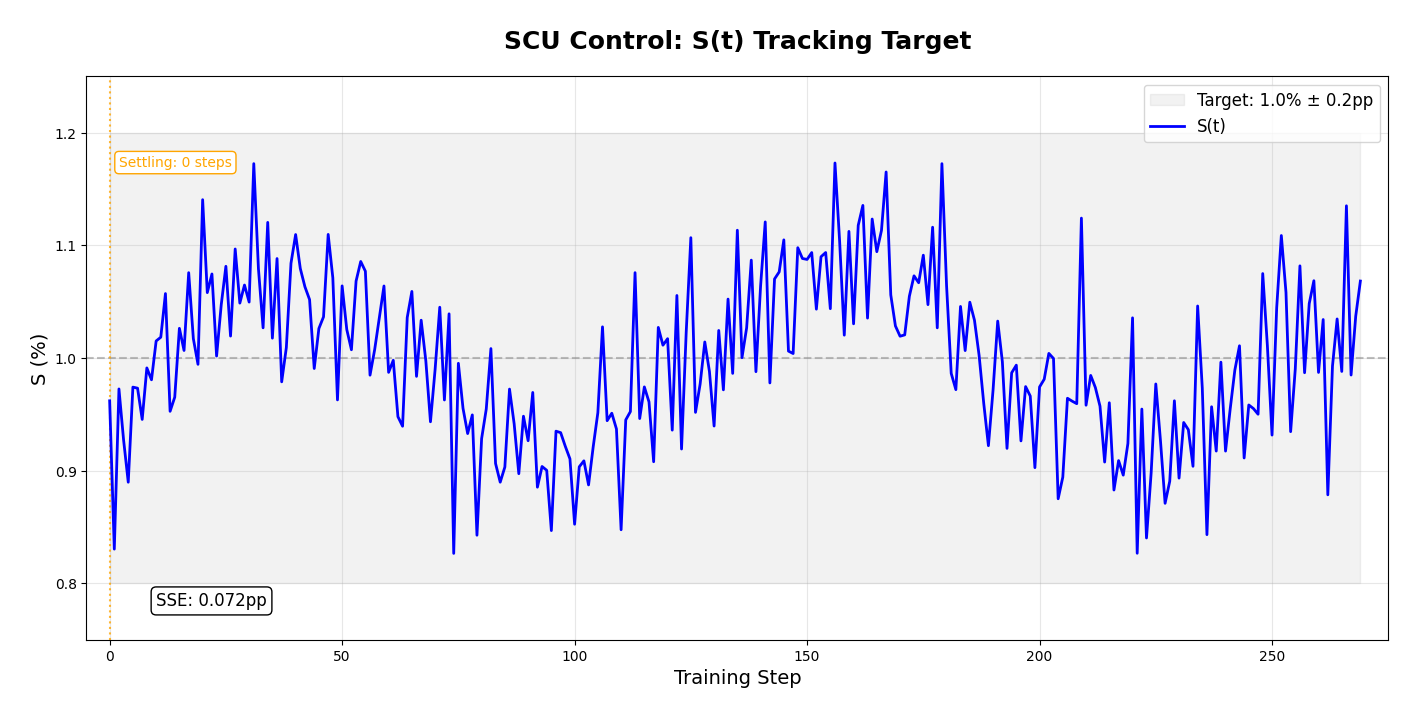 SCU Control: S(t) Tracking Target
Target: 1.0% ± 0.2pp
S(t)
Settling: 0 steps
SSE: 0.072pp
S (%)
1.2
1.1
1.0
0.9
0.8
0 50 100 150 200 250
Training Step